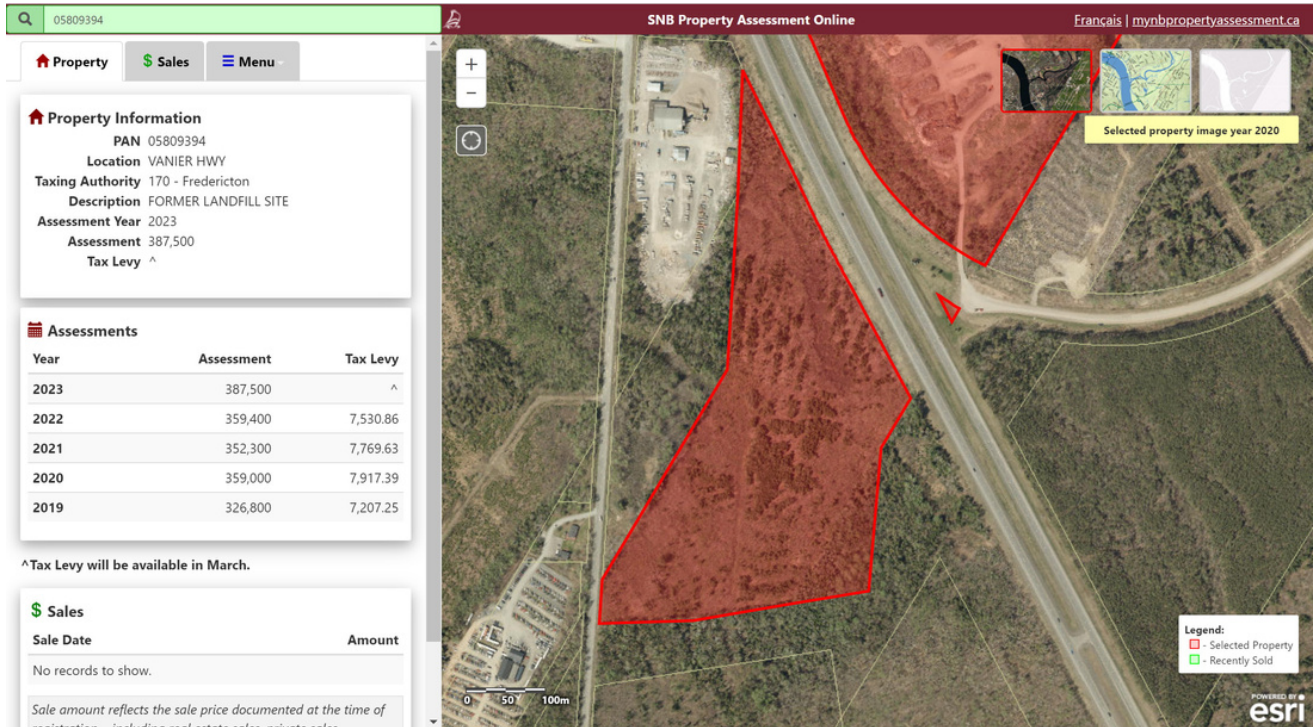 05809394
SNB Property Assessment Online
Français | mynbpropertyassessment.ca
Property
$ Sales
Menu
Property Information
PAN 05809394
Location VANIER HWY
Taxing Authority 170 - Fredericton
Description FORMER LANDFILL SITE
Assessment Year 2023
Assessment 387,500
Tax Levy ^
Assessments
Year Assessment Tax Levy
2023 387,500 ^
2022 359,400 7,530.86
2021 352,300 7,769.63
2020 359,000 7,917.39
2019 326,800 7,207.25
^Tax Levy will be available in March.
$ Sales
Sale Date Amount
No records to show.
Sale amount reflects the sale price documented at the time of
+
−
Selected property image year 2020
0 50 100m
Legend:
- Selected Property
- Recently Sold
POWERED BY
esri